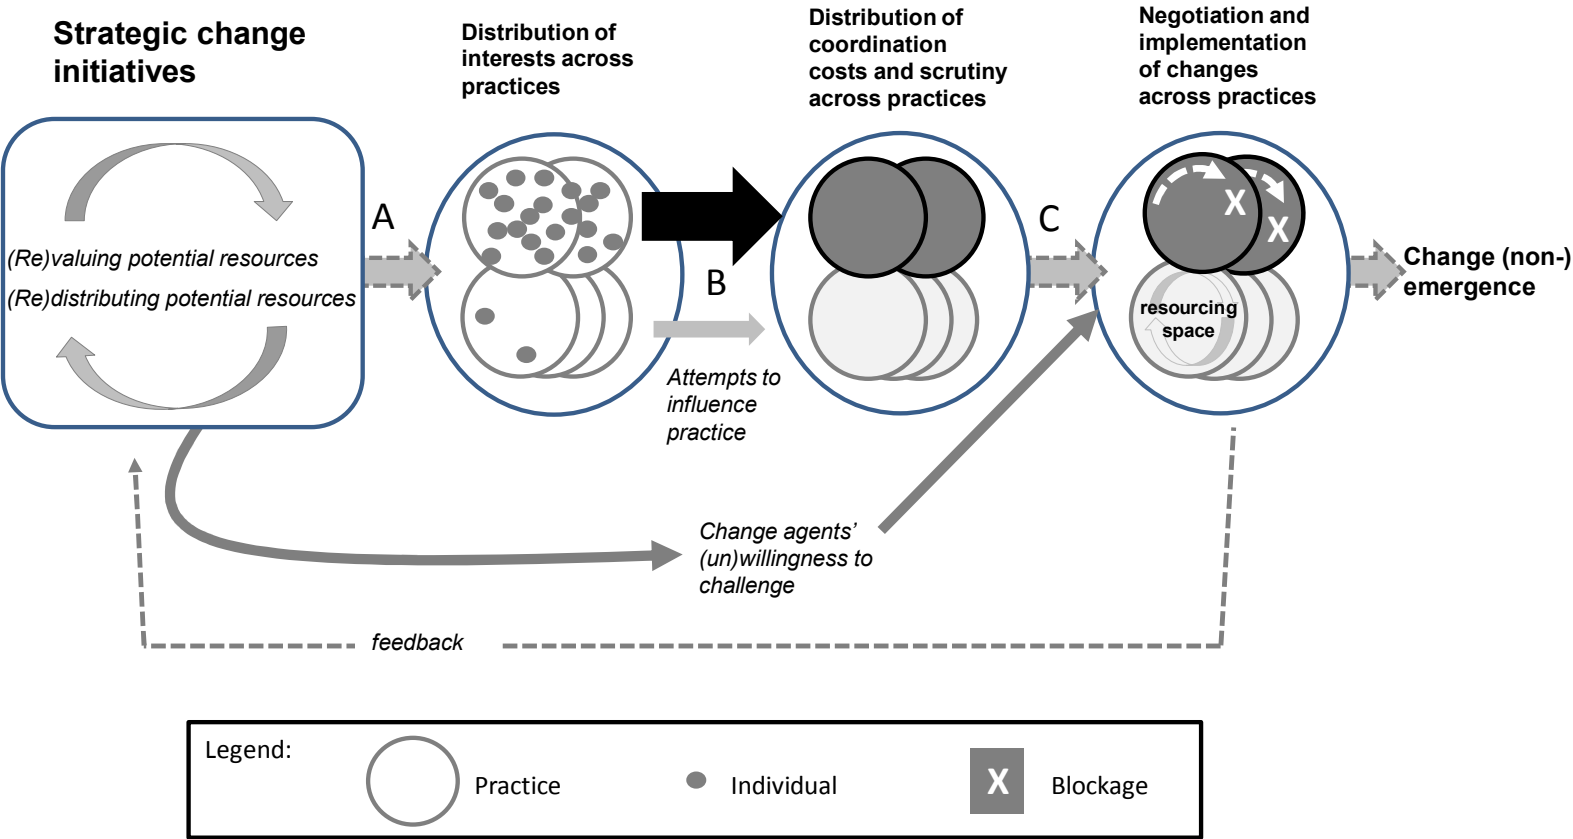 Strategic change
initiatives
Distribution of
interests across
practices
Distribution of
coordination
costs and scrutiny
across practices
Negotiation and
implementation
of changes
across practices
(Re)valuing potential resources
(Re)distributing potential resources
A
B
C
X
X
resourcing
space
Change (non-)
emergence
Attempts to
influence
practice
Change agents’
(un)willingness to
challenge
feedback
Legend:
Practice
Individual
X
Blockage